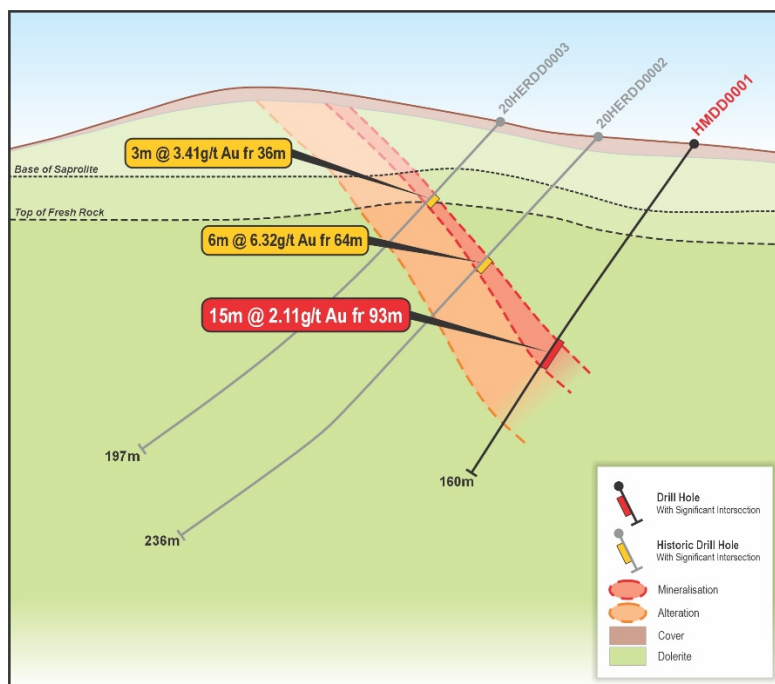 20HERDD0003
20HERDD0002
HMDD0001
3m @ 3.41g/t Au fr 36m
Base of Saprolite
Top of Fresh Rock
6m @ 6.32g/t Au fr 64m
15m @ 2.11g/t Au fr 93m
197m
160m
236m
Drill Hole
With Significant Intersection
Historic Drill Hole
With Significant Intersection
Mineralisation
Alteration
Cover
Dolerite